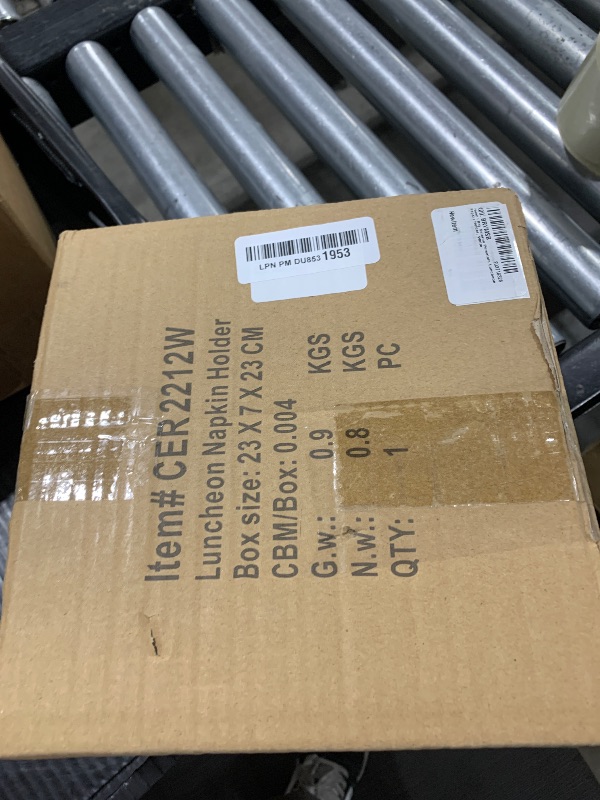 LPN PM DU853 1953
Item# CER2212W
Luncheon Napkin Holder
Box size: 23 X 7 X 23 CM
CBM/Box: 0.004
G.w.: 0.9 KGS
N.w.: 0.8 KGS
QTY: 1 PC